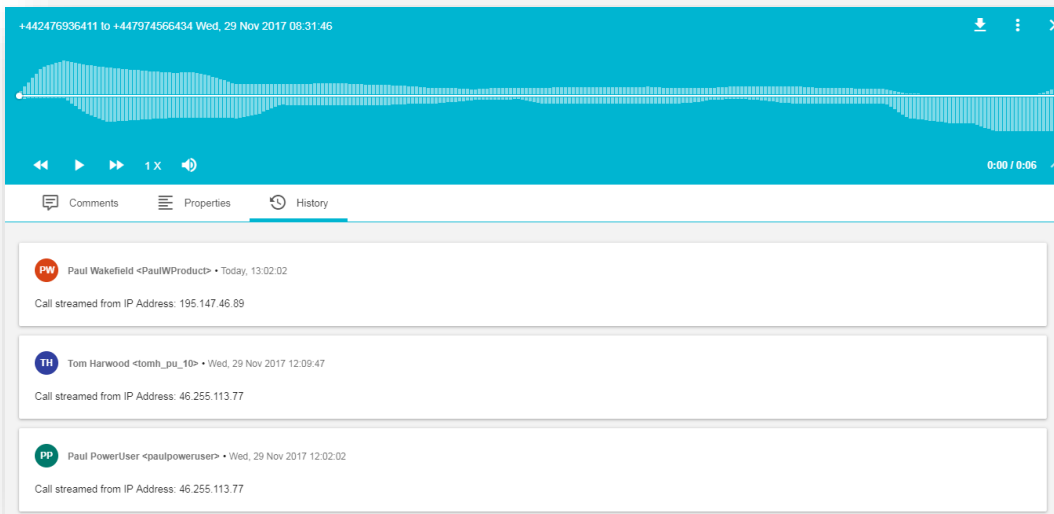 +442476936411 to +447974566434 Wed, 29 Nov 2017 08:31:46
1 X
0:00 / 0:06
Comments
Properties
History
PW
Paul Wakefield <PaulWProduct> • Today, 13:02:02
Call streamed from IP Address: 195.147.46.89
TH
Tom Harwood <tomh_pu_10> • Wed, 29 Nov 2017 12:09:47
Call streamed from IP Address: 46.255.113.77
PP
Paul PowerUser <paulpoweruser> • Wed, 29 Nov 2017 12:02:02
Call streamed from IP Address: 46.255.113.77